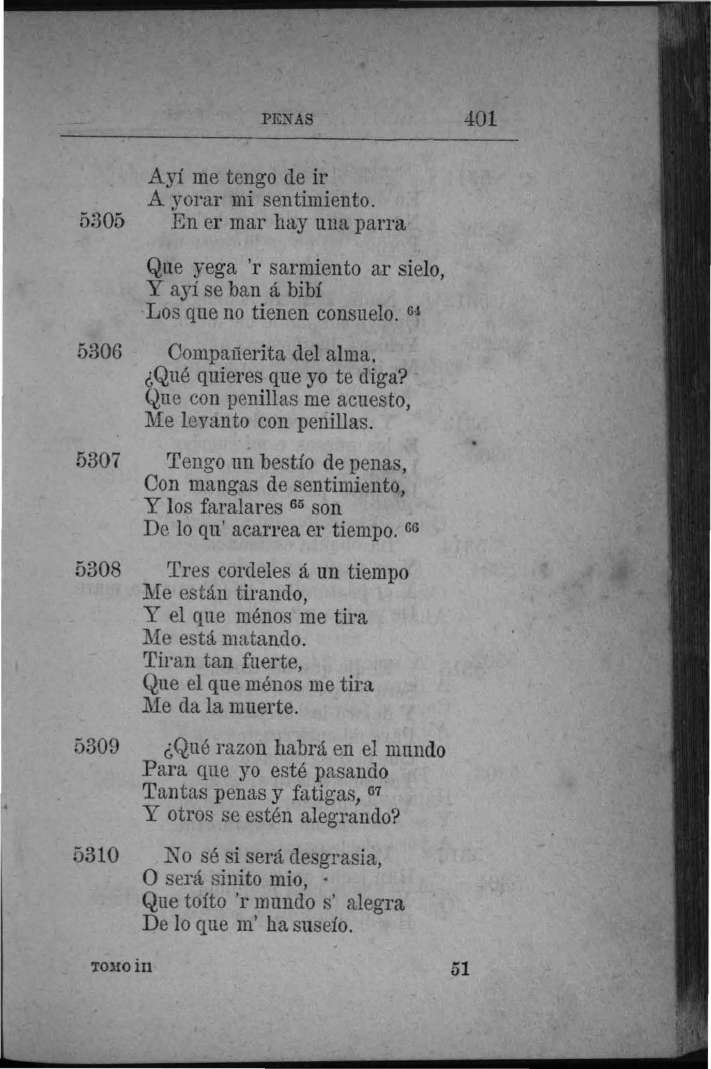 PENAS 401
Ayí me tengo de ir
A yorar mi sentimiento.
5305 En er mar hay una parra
Que yega 'r sarmiento ar sielo,
Y ayí se ban á bibí
Los que no tienen consuelo. 64
5306 Compañerita del alma,
¿Qué quieres que yo te diga?
Que con penillas me acuesto,
Me levanto con penillas.
5307 Tengo un bestío de penas,
Con mangas de sentimiento,
Y los faralares 65 son
De lo qu' acarrea er tiempo. 66
5308 Tres cordeles á un tiempo
Me están tirando,
Y el que ménos me tira
Me está matando.
Tiran tan fuerte,
Que el que ménos me tira
Me da la muerte.
5309 ¿Qué razon habrá en el mundo
Para que yo esté pasando
Tantas penas y fatigas, 67
Y otros se estén alegrando?
5310 No sé si será desgrasia,
O será sinito mio,
Que toíto 'r mundo s' alegra
De lo que m' ha suseío.
TOMO III 51